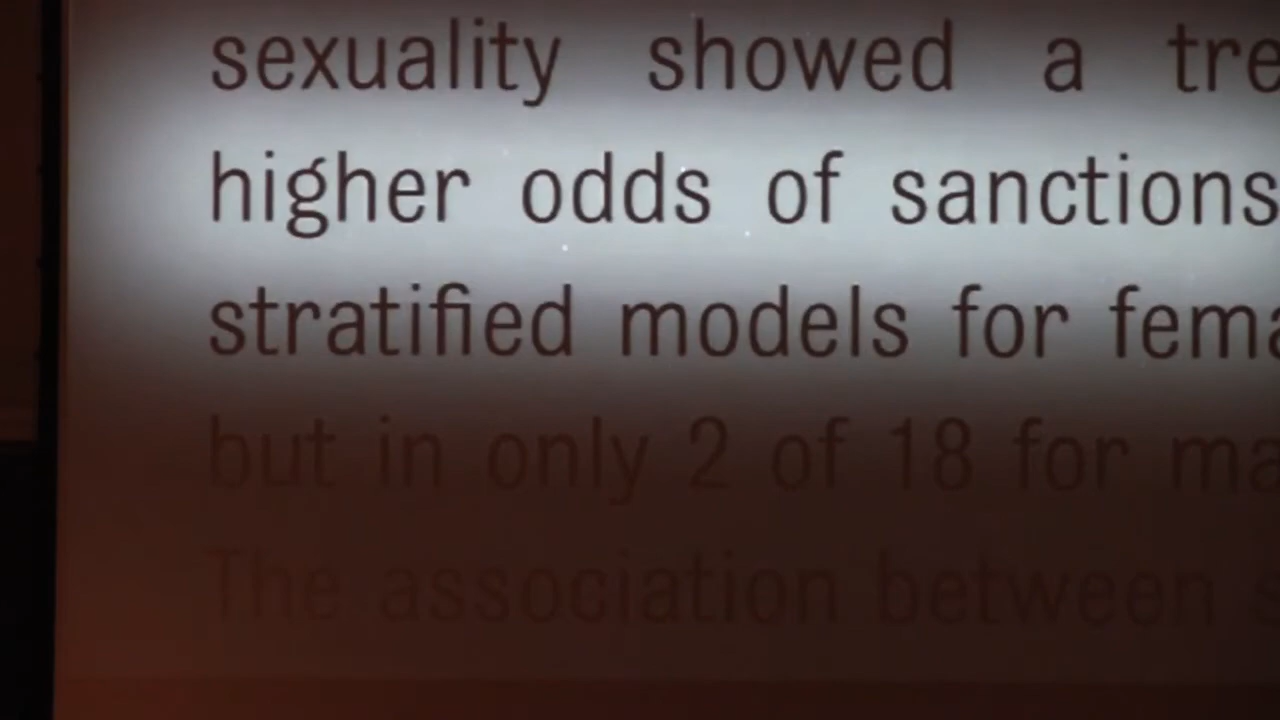 sexuality showed a tre
higher odds of sanctions
stratified models for fema
but in only 2 of 18 for ma
The association between s